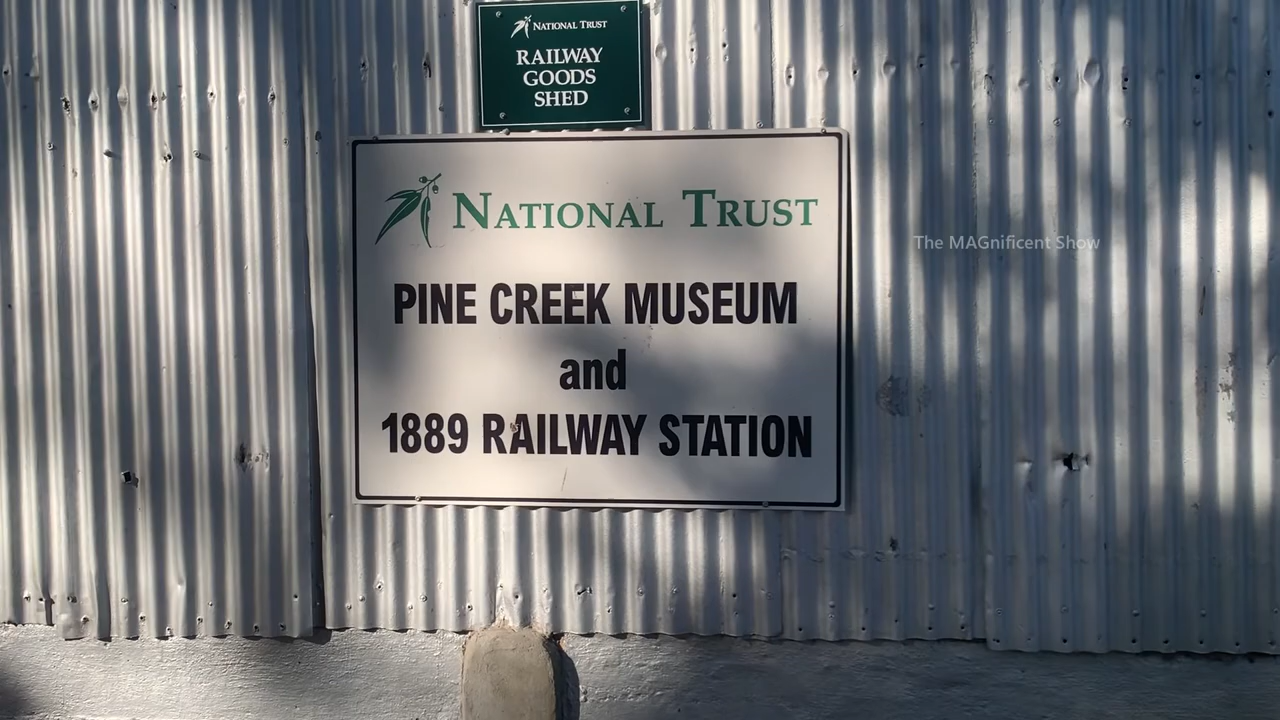 NATIONAL TRUST
RAILWAY
GOODS
SHED
NATIONAL TRUST
PINE CREEK MUSEUM
and
1889 RAILWAY STATION
The MAGnificent Show